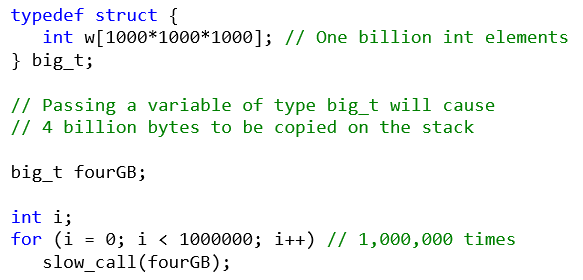 typedef struct {
int w[1000*1000*1000]; // One billion int elements
} big_t;
// Passing a variable of type big_t will cause
// 4 billion bytes to be copied on the stack
big_t fourGB;
int i;
for (i = 0; i < 1000000; i++) // 1,000,000 times
slow_call(fourGB);